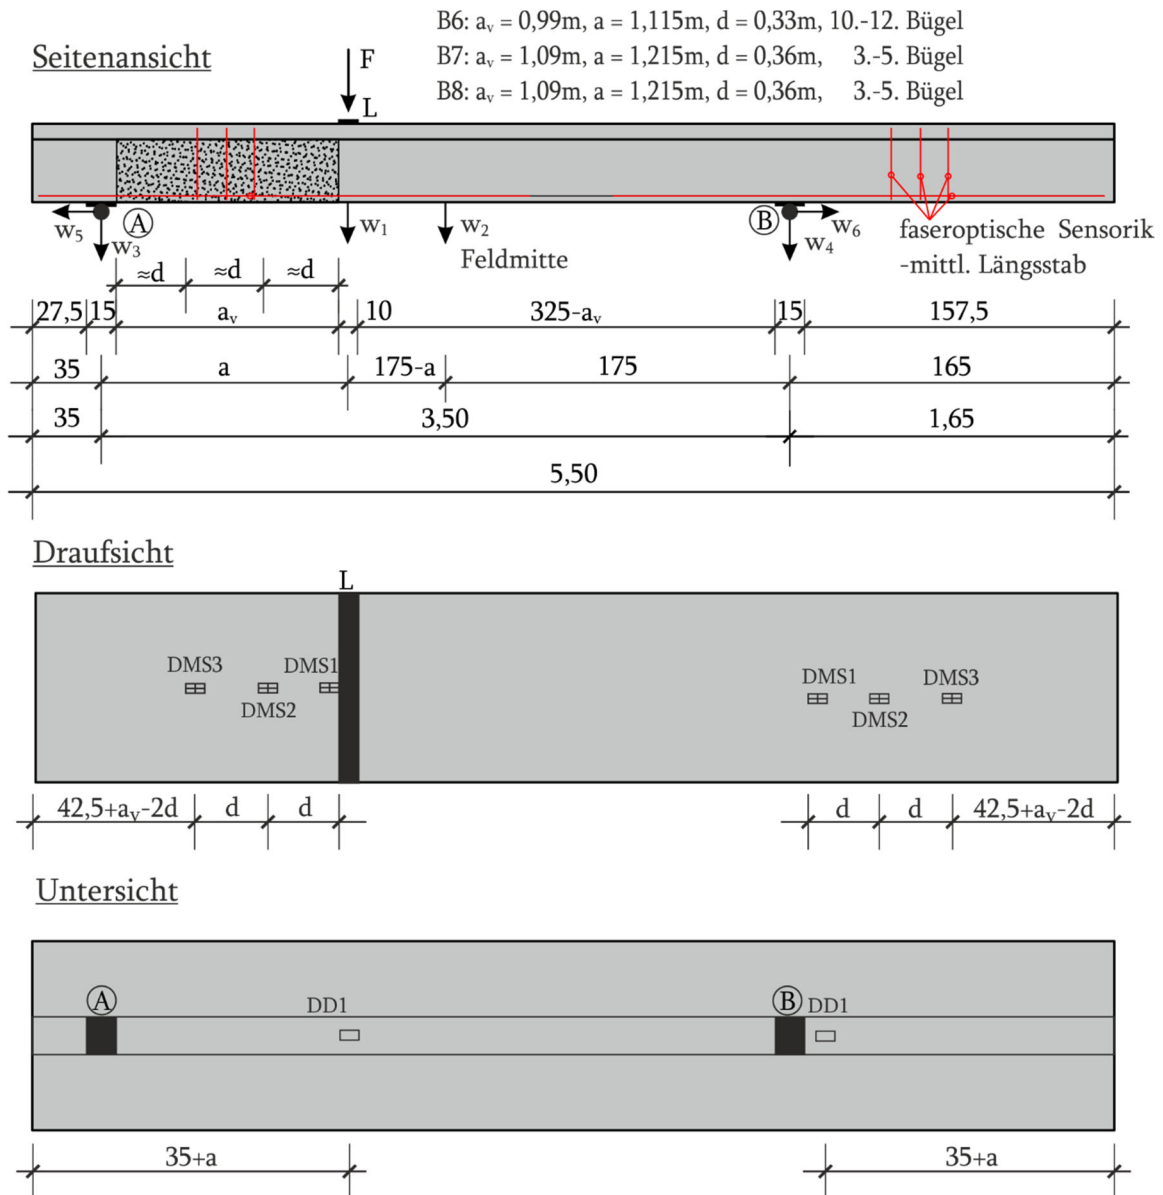 B6: aᵥ = 0,99m, a = 1,115m, d = 0,33m, 10.-12. Bügel
Seitenansicht
F
B7: aᵥ = 1,09m, a = 1,215m, d = 0,36m, 3.-5. Bügel
B8: aᵥ = 1,09m, a = 1,215m, d = 0,36m, 3.-5. Bügel
L
w₅ A w₃ w₁ w₂ B w₆ w₄
Feldmitte
faseroptische Sensorik
-mittl. Längsstab
≈d ≈d ≈d
27,5 15 aᵥ 10 325-aᵥ 15 157,5
35 a 175-a 175 165
35 3,50 1,65
5,50
Draufsicht
L
DMS3 DMS1 DMS1 DMS3
DMS2 DMS2
42,5+aᵥ-2d d d d d 42,5+aᵥ-2d
Untersicht
A DD1 B DD1
35+a 35+a